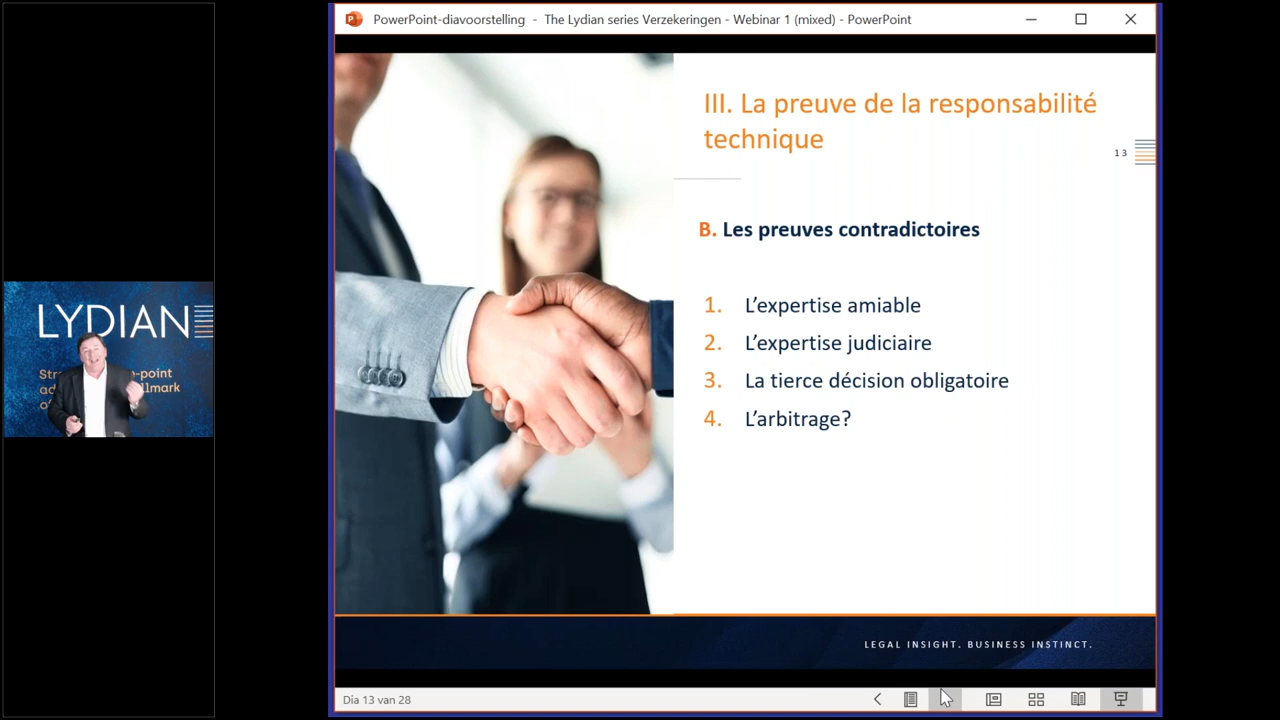 PowerPoint-diavoorstelling - The Lydian series Verzekeringen - Webinar 1 (mixed) - PowerPoint
III. La preuve de la responsabilité
technique
13
B. Les preuves contradictoires
1. L’expertise amiable
2. L’expertise judiciaire
3. La tierce décision obligatoire
4. L’arbitrage?
LYDIAN
LEGAL INSIGHT. BUSINESS INSTINCT.
Dia 13 van 28